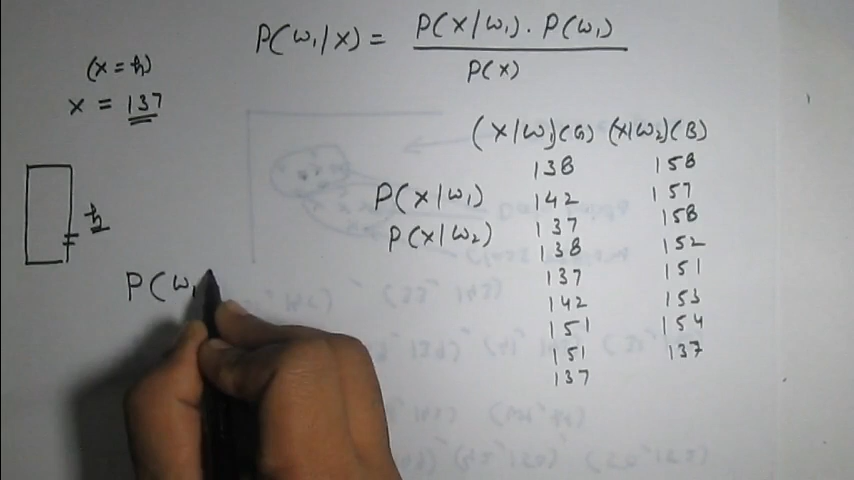 P(ω₁/x) = P(x/ω₁) . P(ω₁)
P(x)
(x = h)
x = 137
(x/ω₁)(G) (x/ω₂)(B)
138 158
P(x/ω₁) 142 157
P(x/ω₂) 137 158
138 152
h
137 151
P(ω₁
142 153
151 154
151 137
137